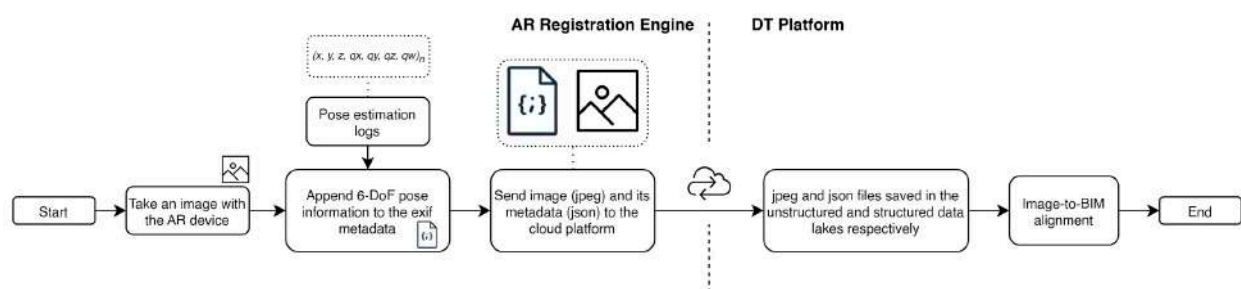 AR Registration Engine
DT Platform
(x, y, z, qx, qy, qz, qw)n
{;}
Pose estimation
logs
Start
Take an image with
the AR device
Append 6-DoF pose
information to the exif
metadata
{;}
Send image (jpeg) and its
metadata (json) to the
cloud platform
jpeg and json files saved in the
unstructured and structured data
lakes respectively
Image-to-BIM
alignment
End